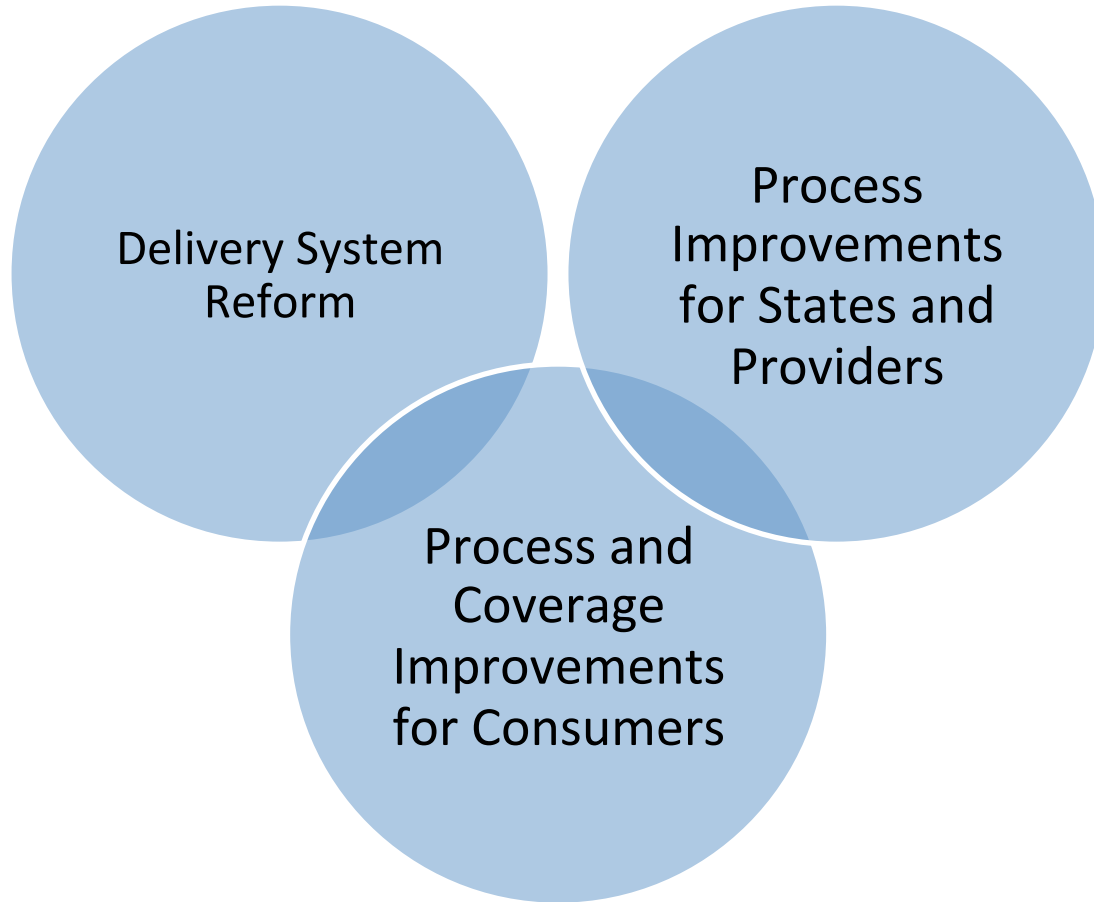 Delivery System
Reform
Process
Improvements
for States and
Providers
Process and
Coverage
Improvements
for Consumers